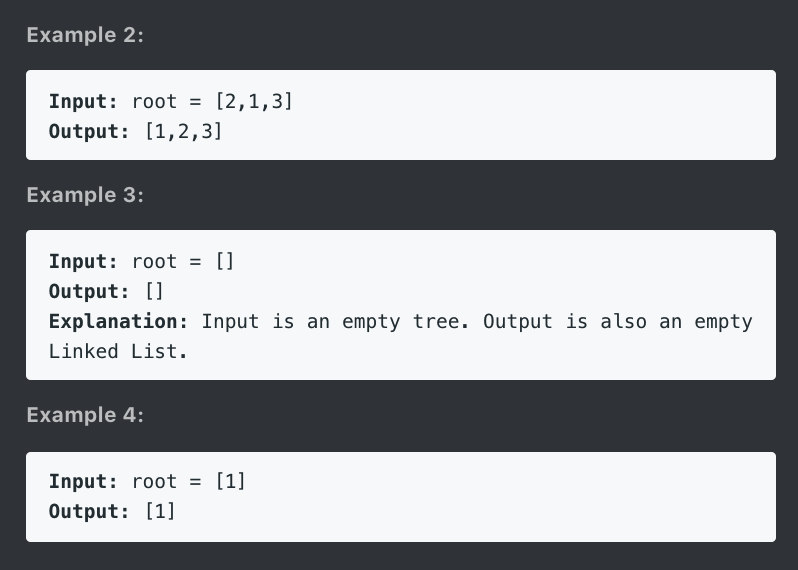 Example 2:
Input: root = [2,1,3]
Output: [1,2,3]
Example 3:
Input: root = []
Output: []
Explanation: Input is an empty tree. Output is also an empty
Linked List.
Example 4:
Input: root = [1]
Output: [1]